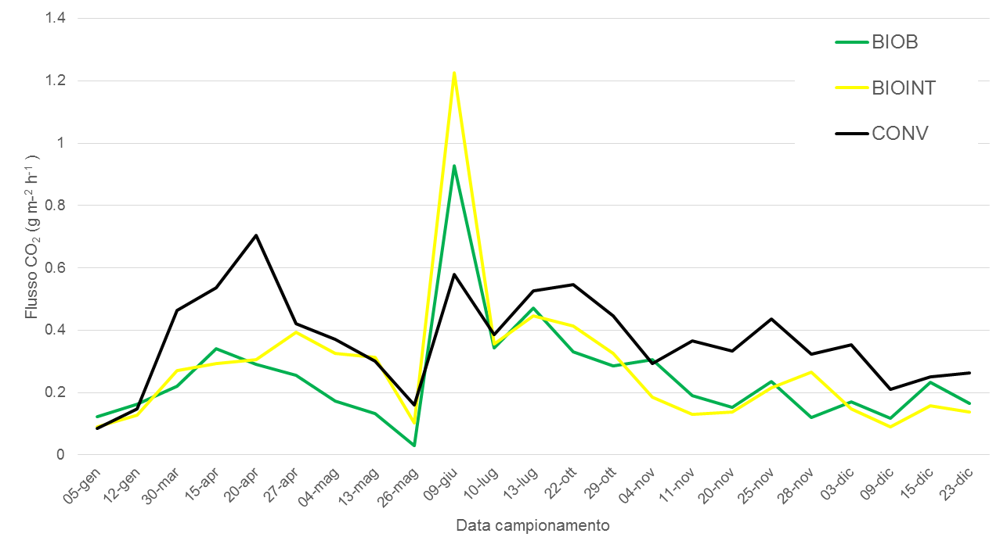 1.4
1.2
1
0.8
0.6
0.4
0.2
0
Flusso CO₂ (g m-² h-¹ )
BIOB
BIOINT
CONV
05-gen
12-gen
30-mar
15-apr
20-apr
27-apr
04-mag
13-mag
26-mag
09-giu
10-lug
13-lug
22-ott
29-ott
04-nov
11-nov
20-nov
25-nov
28-nov
03-dic
09-dic
15-dic
23-dic
Data campionamento